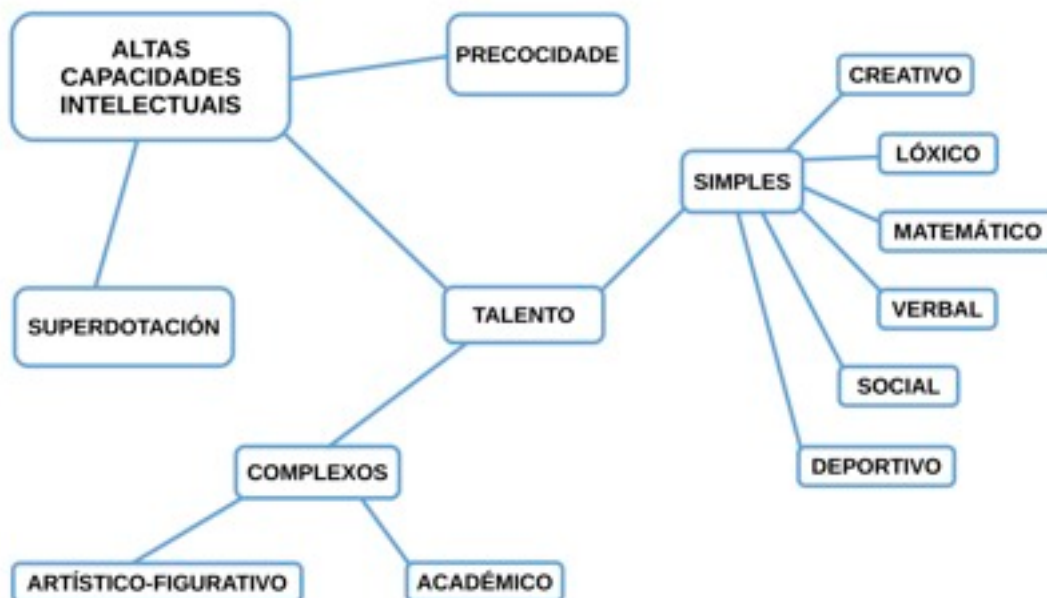 ALTAS
CAPACIDADES
INTELECTUAIS
PRECOCIDADE
CREATIVO
LÓXICO
SIMPLES
MATEMÁTICO
VERBAL
TALENTO
SUPERDOTACIÓN
SOCIAL
DEPORTIVO
COMPLEXOS
ARTÍSTICO-FIGURATIVO
ACADÉMICO